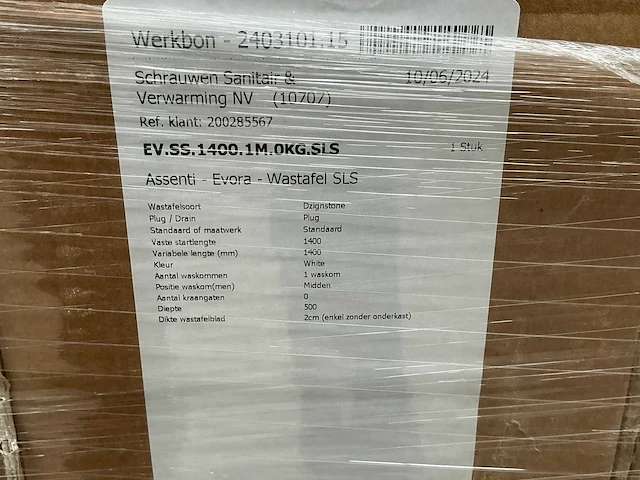 Werkbon - 2403101.15
Schrauwen Sanitair & 10/06/2024
Verwarming NV (10707)
Ref. klant: 200285567
EV.SS.1400.1M.0KG.SLS 1 Stuk
Assenti - Evora - Wastafel SLS
Wastafelsoort Dzignstone
Plug / Drain Plug
Standaard of maatwerk Standaard
Vaste startlengte 1400
Variabele lengte (mm) 1400
Kleur White
Aantal waskommen 1 waskom
Positie waskom(men) Midden
Aantal kraangaten 0
Diepte 500
Dikte wastafelblad 2cm (enkel zonder onderkast)